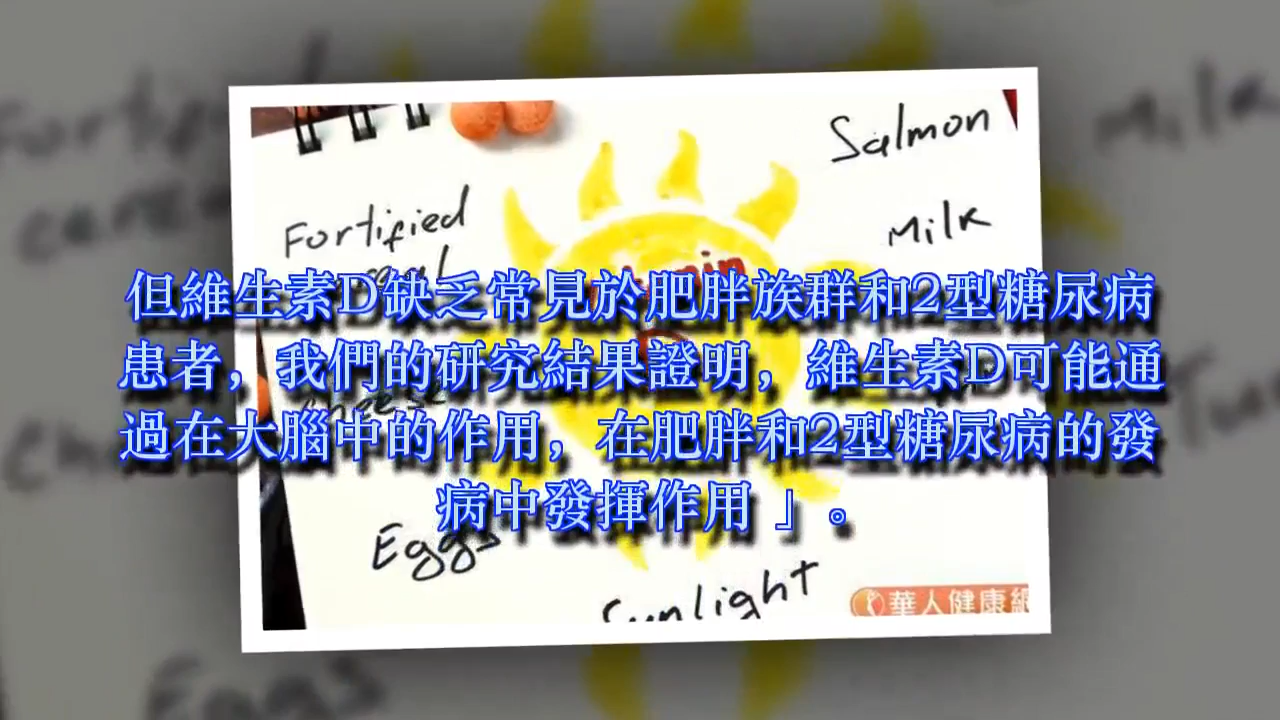 Salmon
Fortified
Milk
但維生素D缺乏常見於肥胖族群和2型糖尿病
患者，我們的研究結果證明，維生素D可能通
過在大腦中的作用，在肥胖和2型糖尿病的發
病中發揮作用」。
Eggs
Sunlight
華人健康網
Milk
Eggs